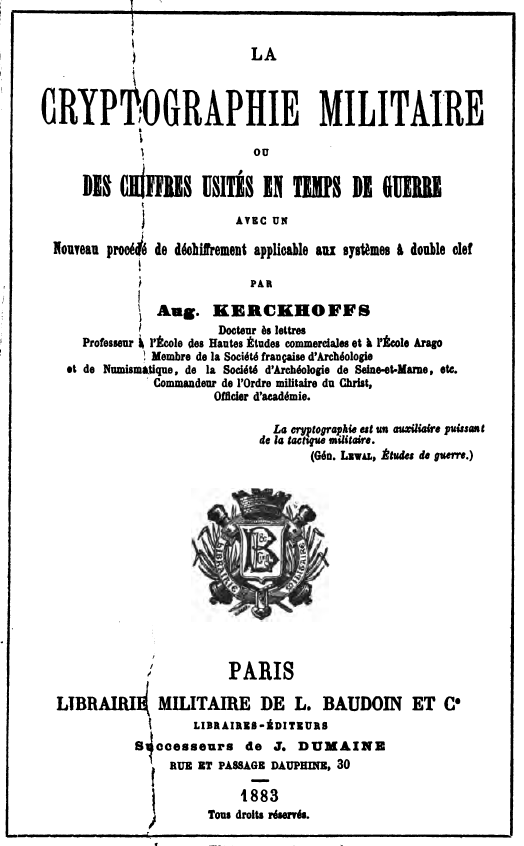 LA
CRYPTOGRAPHIE MILITAIRE
OU
DES CHIFFRES USITÉS EN TEMPS DE GUERRE
AVEC UN
Nouveau procédé de déchiffrement applicable aux systèmes à double clef
PAR
Aug. KERCKHOFFS
Docteur ès lettres
Professeur à l'École des Hautes Études commerciales et à l'École Arago
Membre de la Société française d'Archéologie
et de Numismatique, de la Société d'Archéologie de Seine-et-Marne, etc.
Commandeur de l'Ordre militaire du Christ,
Officier d'académie.
La cryptographie est un auxiliaire puissant
de la tactique militaire.
(Gén. LEWAL, Études de guerre.)
LIBRAIRIE MILITAIRE
PARIS
LIBRAIRIE MILITAIRE DE L. BAUDOIN ET Cᵉ
LIBRAIRES-ÉDITEURS
Successeurs de J. DUMAINE
RUE ET PASSAGE DAUPHINE, 30
1883
Tous droits réservés.